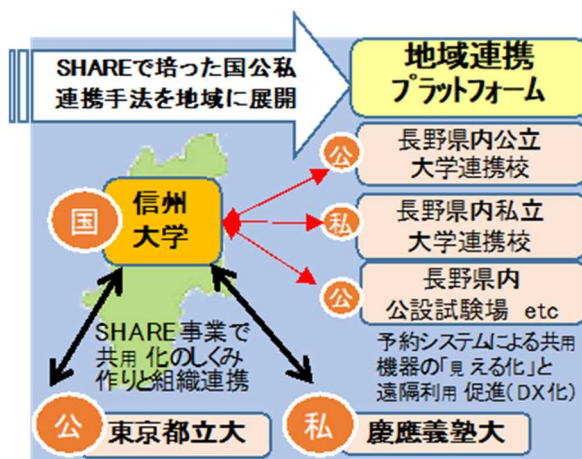 SHAREで培った国公私
連携手法を地域に展開
地域連携
プラットフォーム
公
長野県内公立
大学連携校
国
信州
大学
私
長野県内私立
大学連携校
公
長野県内
公設試験場 etc
SHARE事業で
共用 化のしくみ
作りと組織連携
予約システムによる共用
機器の「見える化」と
遠隔利用 促進(DX化)
公
東京都立大
私
慶應義塾大